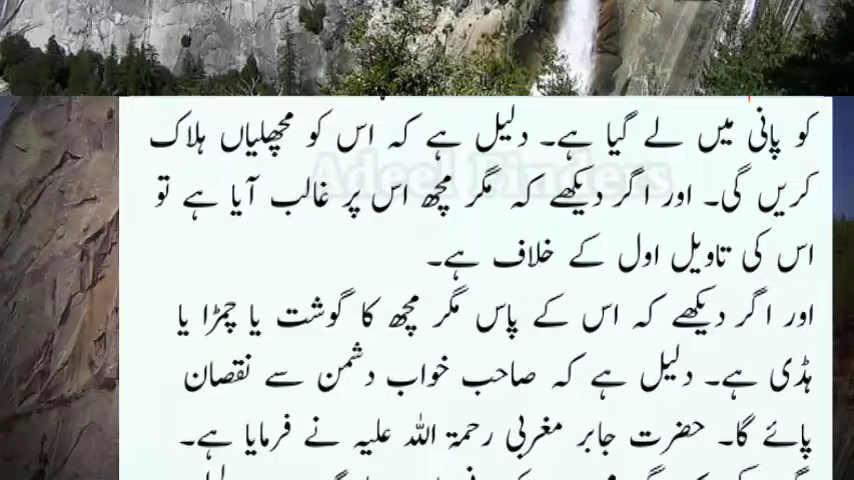 کو پانی میں لے گیا ہے۔ دلیل ہے کہ اس کو مچھلیاں ہلاک
کریں گی۔ اور اگر دیکھے کہ مگر مچھ اس پر غالب آیا ہے تو
اس کی تاویل اول کے خلاف ہے۔
اور اگر دیکھے کہ اس کے پاس مگر مچھ کا گوشت یا چمڑا یا
ہڈی ہے۔ دلیل ہے کہ صاحب خواب دشمن سے نقصان
پائے گا۔ حضرت جابر مغربی رحمۃ اللہ علیہ نے فرمایا ہے۔
Adeel Finders